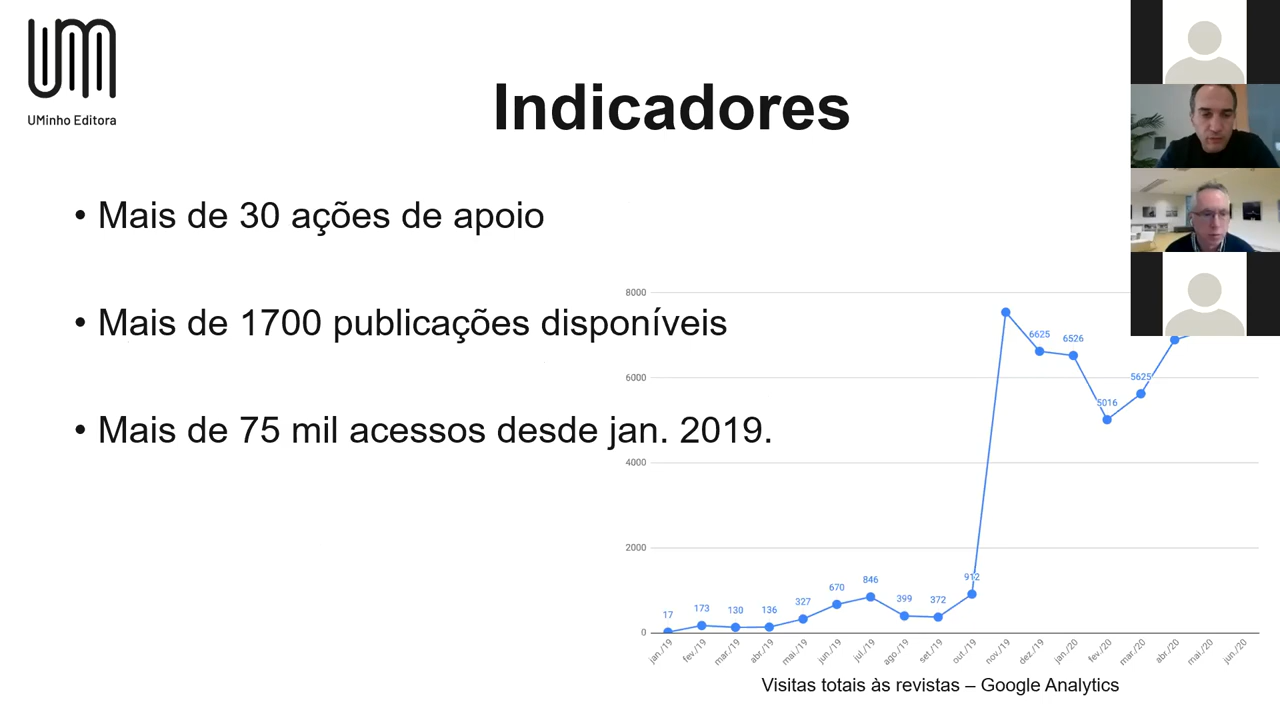 UM
UMinho Editora
Indicadores
• Mais de 30 ações de apoio
• Mais de 1700 publicações disponíveis
• Mais de 75 mil acessos desde jan. 2019.
8000
6000
4000
2000
0
17
173
130
136
327
670
846
399
372
912
6625
6526
5016
5625
jan./19
fev./19
mar./19
abr./19
mai./19
jun./19
jul./19
ago./19
set./19
out./19
nov./19
dez./19
jan./20
fev./20
mar./20
abr./20
mai./20
jun./20
Visitas totais às revistas – Google Analytics